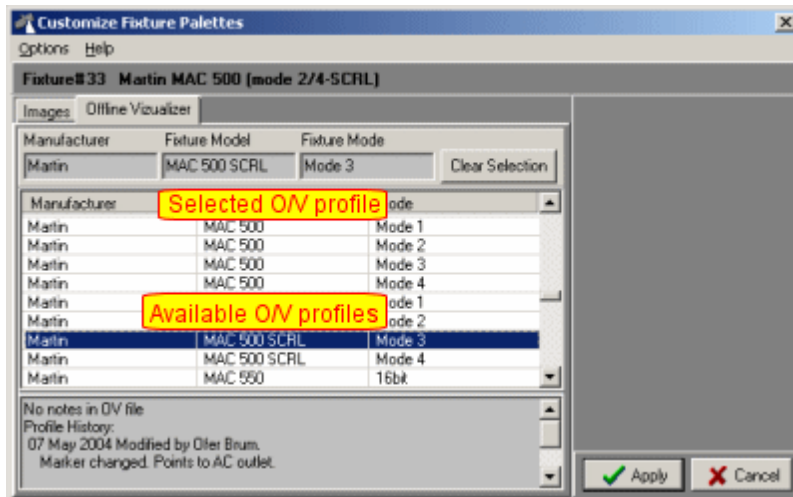 Customize Fixture Palettes
Options Help
Fixture#33 Martin MAC 500 (mode 2/4-SCRL)
Images Offline Vizualizer
Manufacturer Fixture Model Fixture Mode
Martin MAC 500 SCRL Mode 3 Clear Selection
Manufacturer Selected O/V profile ode
Martin MAC 500 Mode 1
Martin MAC 500 Mode 2
Martin MAC 500 Mode 3
Martin MAC 500 Mode 4
Martin ode 1
Martin Available O/V profiles ode 2
Martin MAC 500 SCRL Mode 3
Martin MAC 500 SCRL Mode 4
Martin MAC 550 16bit
No notes in OV file
Profile History:
07 May 2004 Modified by Ofer Brum.
Marker changed. Points to AC outlet.
Apply Cancel